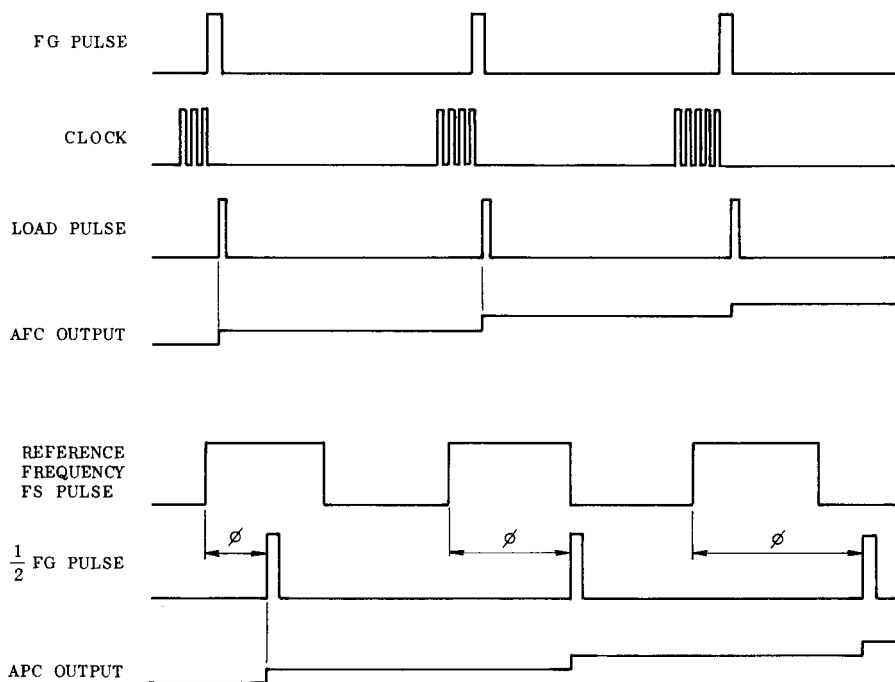 FG PULSE
CLOCK
LOAD PULSE
AFC OUTPUT
REFERENCE
FREQUENCY
FS PULSE
ø
ø
ø
1/2 FG PULSE
APC OUTPUT